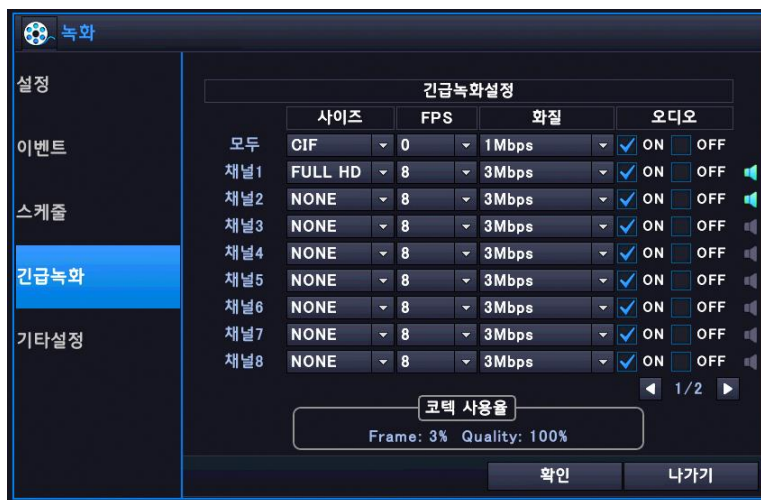 녹화
설정
이벤트
스케줄
긴급녹화
기타설정
긴급녹화설정
사이즈 FPS 화질 오디오
모두 CIF 0 1Mbps ON OFF
채널1 FULL HD 8 3Mbps ON OFF
채널2 NONE 8 3Mbps ON OFF
채널3 NONE 8 3Mbps ON OFF
채널4 NONE 8 3Mbps ON OFF
채널5 NONE 8 3Mbps ON OFF
채널6 NONE 8 3Mbps ON OFF
채널7 NONE 8 3Mbps ON OFF
채널8 NONE 8 3Mbps ON OFF
1/2
코텍 사용율
Frame: 3% Quality: 100%
확인 나가기